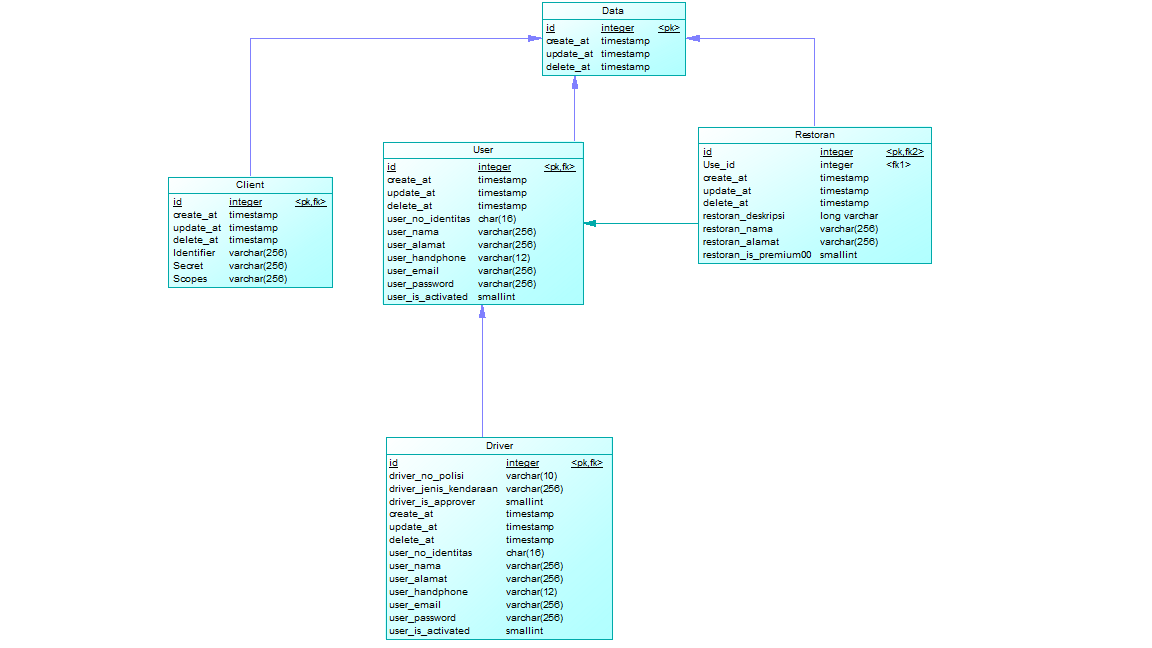 Data
id integer <pk>
create_at timestamp
update_at timestamp
delete_at timestamp
Restoran
id integer <pk,fk2>
Use_id integer <fk1>
create_at timestamp
update_at timestamp
delete_at timestamp
restoran_deskripsi long varchar
restoran_nama varchar(256)
restoran_alamat varchar(256)
restoran_is_premium00 smallint
User
id integer <pk,fk>
create_at timestamp
update_at timestamp
delete_at timestamp
user_no_identitas char(16)
user_nama varchar(256)
user_alamat varchar(256)
user_handphone varchar(12)
user_email varchar(256)
user_password varchar(256)
user_is_activated smallint
Client
id integer <pk,fk>
create_at timestamp
update_at timestamp
delete_at timestamp
Identifier varchar(256)
Secret varchar(256)
Scopes varchar(256)
Driver
id integer <pk,fk>
driver_no_polisi varchar(10)
driver_jenis_kendaraan varchar(256)
driver_is_approver smallint
create_at timestamp
update_at timestamp
delete_at timestamp
user_no_identitas char(16)
user_nama varchar(256)
user_alamat varchar(256)
user_handphone varchar(12)
user_email varchar(256)
user_password varchar(256)
user_is_activated smallint